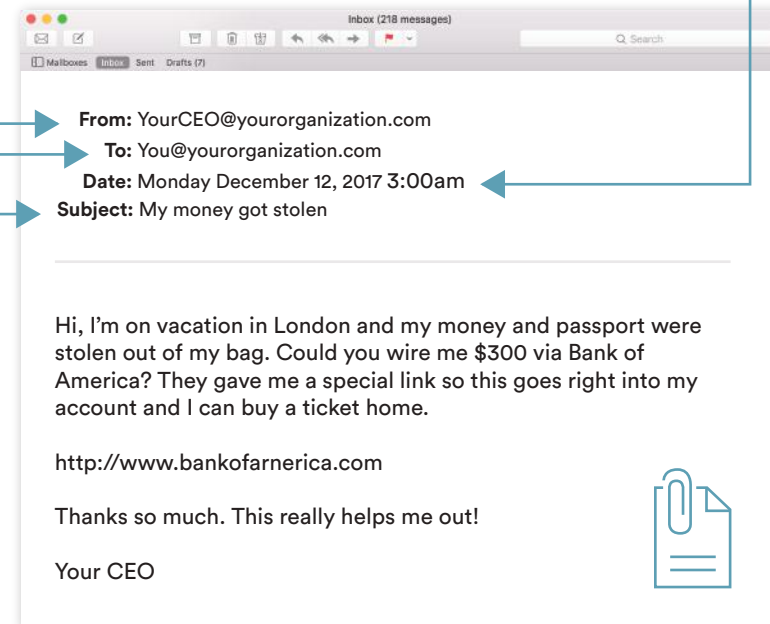 Inbox (218 messages)
Search
Mailboxes Inbox Sent Drafts (7)
From: YourCEO@yourorganization.com
To: You@yourorganization.com
Date: Monday December 12, 2017 3:00am
Subject: My money got stolen
Hi, I'm on vacation in London and my money and passport were
stolen out of my bag. Could you wire me $300 via Bank of
America? They gave me a special link so this goes right into my
account and I can buy a ticket home.
http://www.bankofarnerica.com
Thanks so much. This really helps me out!
Your CEO